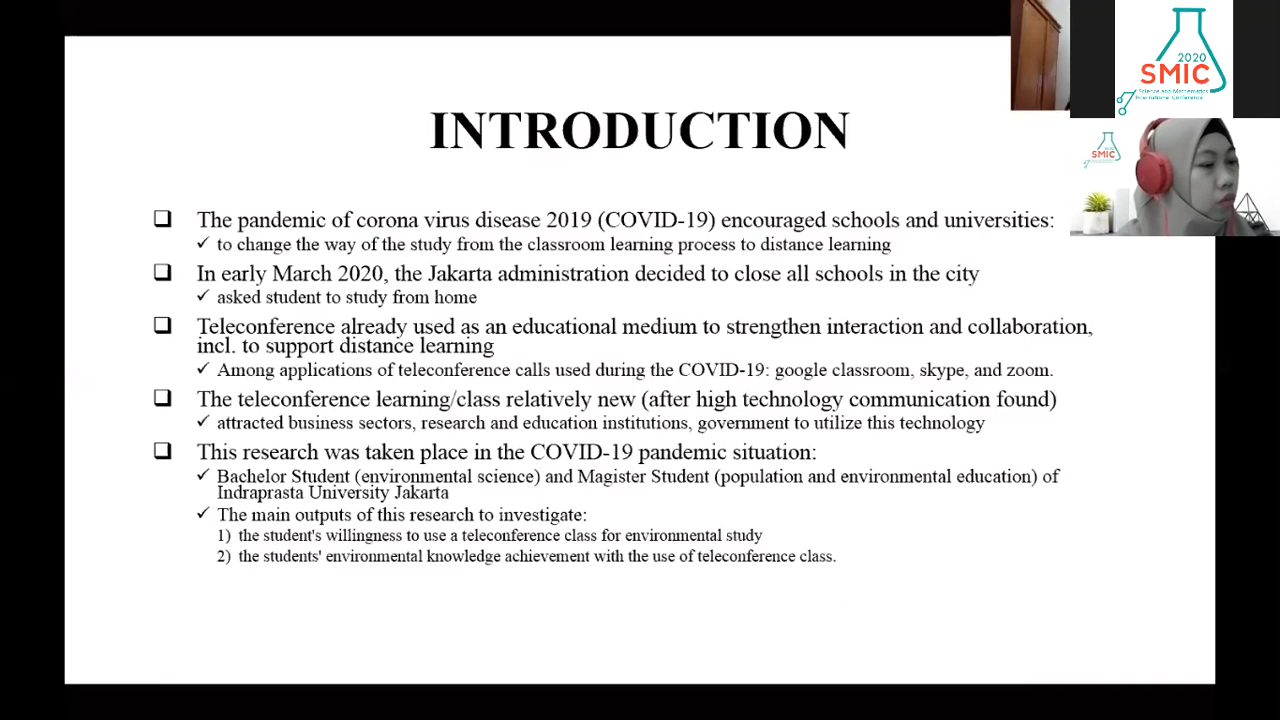 INTRODUCTION
The pandemic of corona virus disease 2019 (COVID-19) encouraged schools and universities:
to change the way of the study from the classroom learning process to distance learning
In early March 2020, the Jakarta administration decided to close all schools in the city
asked student to study from home
Teleconference already used as an educational medium to strengthen interaction and collaboration,
incl. to support distance learning
Among applications of teleconference calls used during the COVID-19: google classroom, skype, and zoom.
The teleconference learning/class relatively new (after high technology communication found)
attracted business sectors, research and education institutions, government to utilize this technology
This research was taken place in the COVID-19 pandemic situation:
Bachelor Student (environmental science) and Magister Student (population and environmental education) of
Indraprasta University Jakarta
The main outputs of this research to investigate:
1) the student's willingness to use a teleconference class for environmental study
2) the students' environmental knowledge achievement with the use of teleconference class.
2020
SMIC
Science and Mathematics
International Conference
SMIC